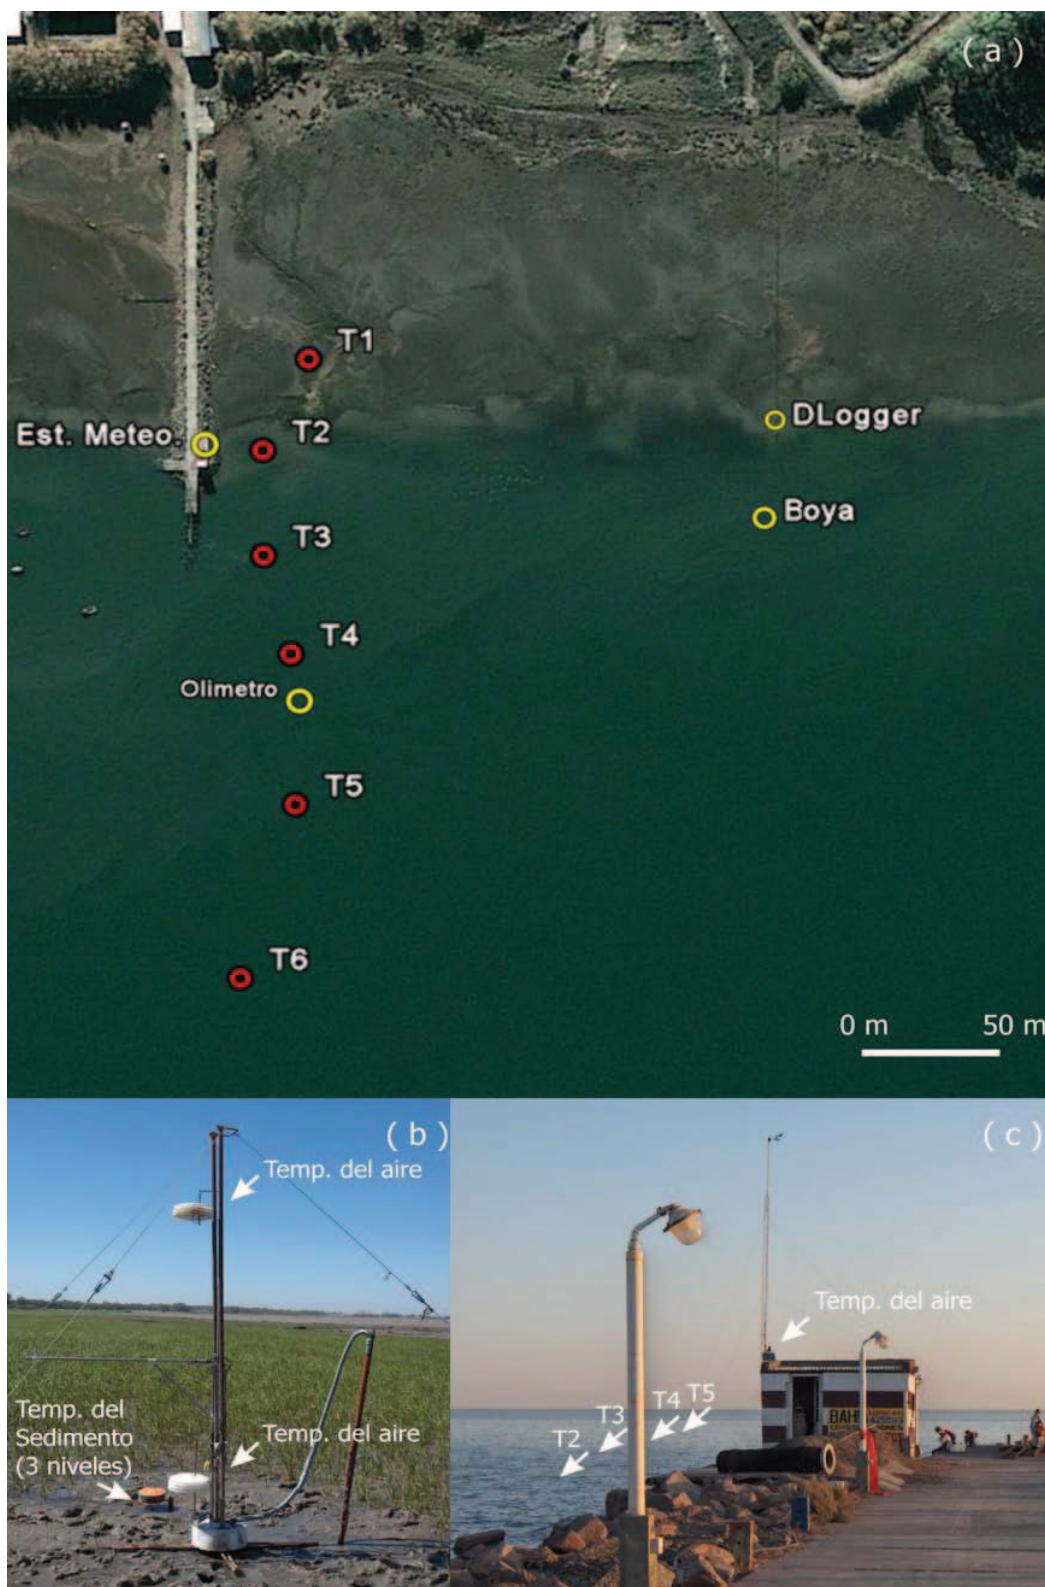 ( a )
T1
Est. Meteo.
T2
DLogger
Boya
T3
T4
Olimetro
T5
T6
0 m
50 m
( b )
Temp. del aire
Temp. del
Sedimento
(3 niveles)
Temp. del aire
( c )
Temp. del aire
T2
T3
T4
T5